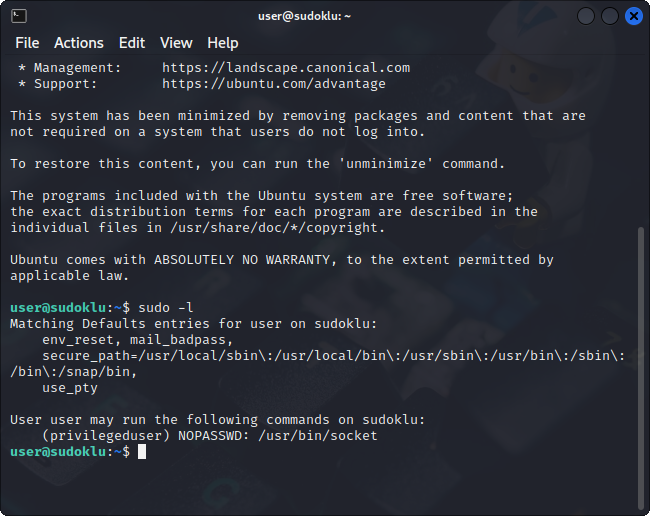 user@sudoklu: ~
File Actions Edit View Help
* Management: https://landscape.canonical.com
* Support: https://ubuntu.com/advantage
This system has been minimized by removing packages and content that are
not required on a system that users do not log into.
To restore this content, you can run the 'unminimize' command.
The programs included with the Ubuntu system are free software;
the exact distribution terms for each program are described in the
individual files in /usr/share/doc/*/copyright.
Ubuntu comes with ABSOLUTELY NO WARRANTY, to the extent permitted by
applicable law.
user@sudoklu:~$ sudo -l
Matching Defaults entries for user on sudoklu:
env_reset, mail_badpass,
secure_path=/usr/local/sbin\:/usr/local/bin\:/usr/sbin\:/usr/bin\:/sbin\:
/bin\:/snap/bin,
use_pty
User user may run the following commands on sudoklu:
(privilegeduser) NOPASSWD: /usr/bin/socket
user@sudoklu:~$